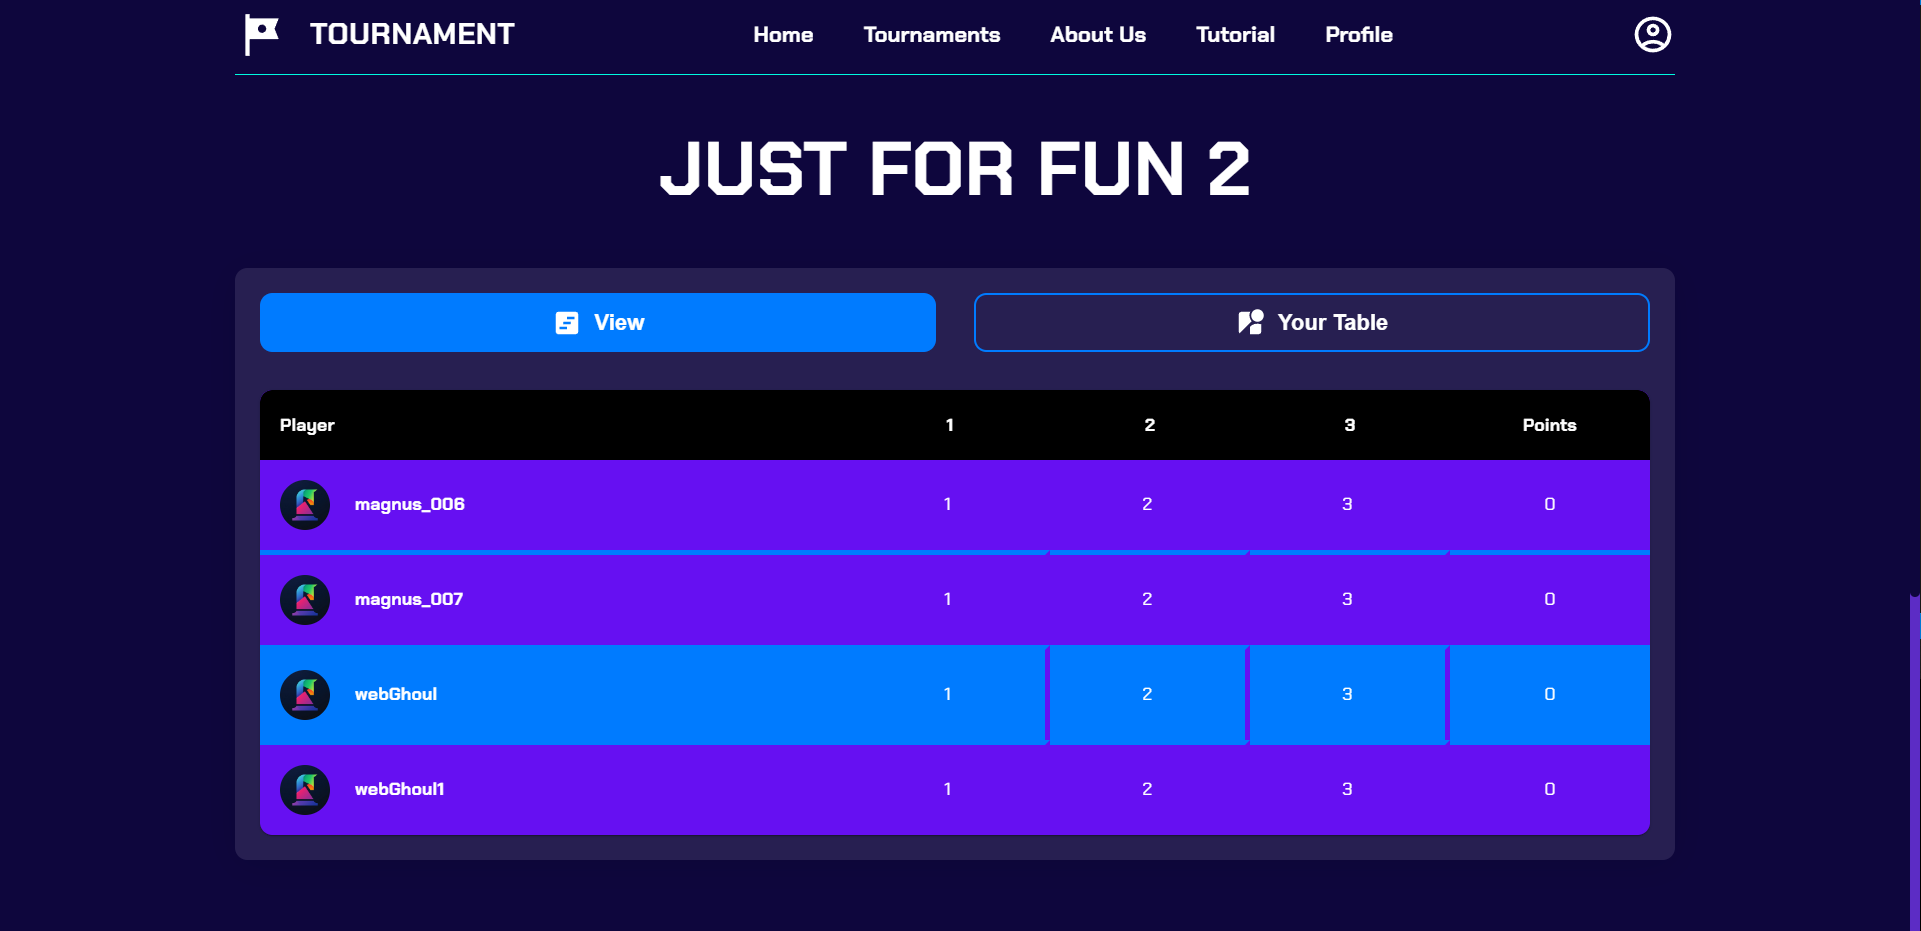 TOURNAMENT Home Tournaments About Us Tutorial Profile
JUST FOR FUN 2
View Your Table
Player 1 2 3 Points
magnus_006 1 2 3 0
magnus_007 1 2 3 0
webGhoul 1 2 3 0
webGhoul1 1 2 3 0